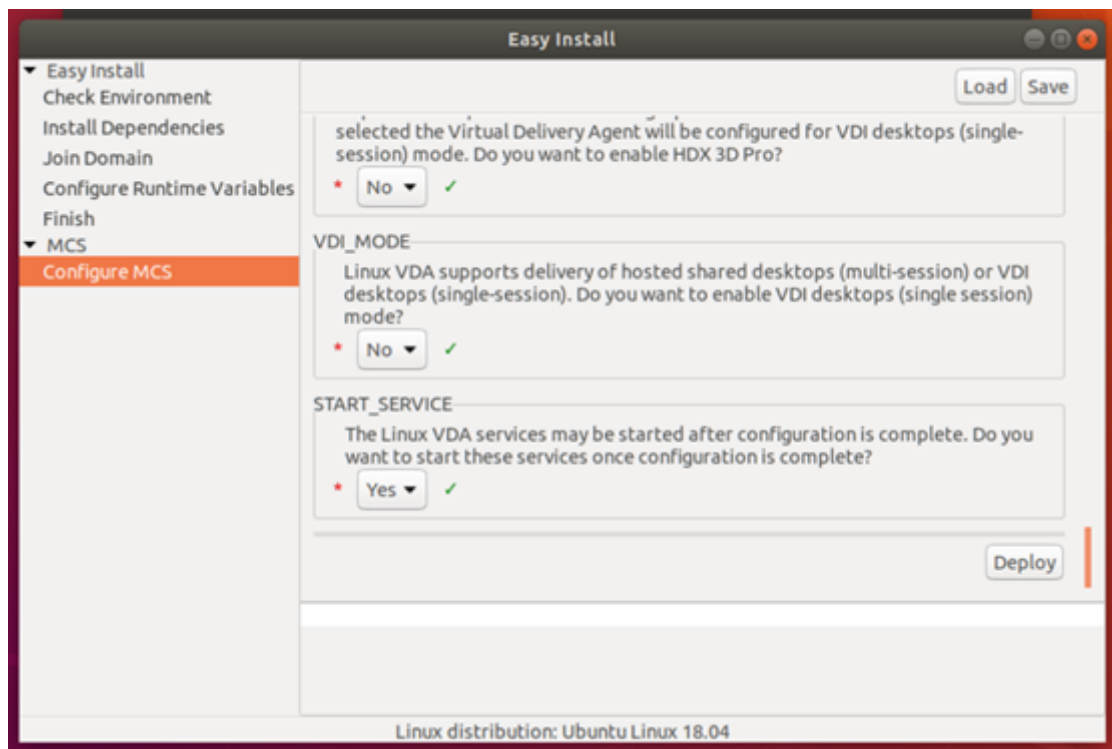 Easy Install
Easy Install
Check Environment
Install Dependencies
Join Domain
Configure Runtime Variables
Finish
MCS
Configure MCS
Load Save
selected the Virtual Delivery Agent will be configured for VDI desktops (single-
session) mode. Do you want to enable HDX 3D Pro?
* No ✓
VDI_MODE
Linux VDA supports delivery of hosted shared desktops (multi-session) or VDI
desktops (single-session). Do you want to enable VDI desktops (single session)
mode?
* No ✓
START_SERVICE
The Linux VDA services may be started after configuration is complete. Do you
want to start these services once configuration is complete?
* Yes ✓
Deploy
Linux distribution: Ubuntu Linux 18.04